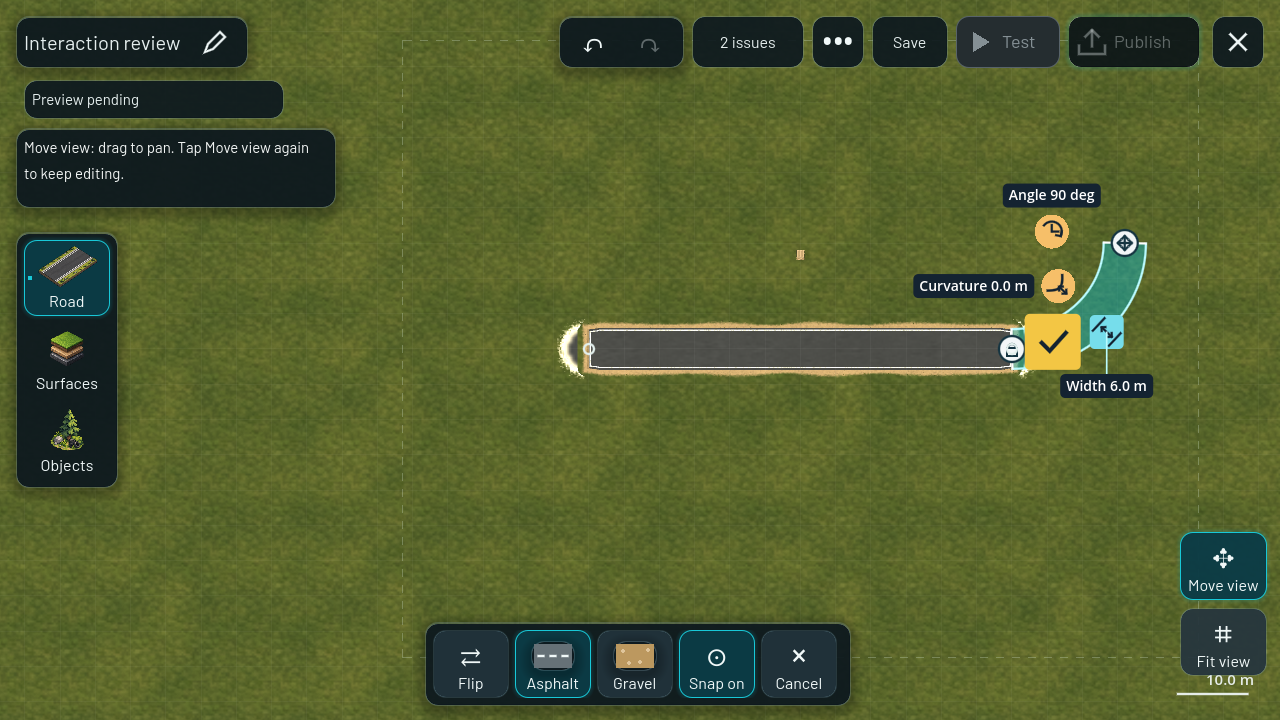 Interaction review
2 issues
Save
Test
Publish
Preview pending
Move view: drag to pan. Tap Move view again
to keep editing.
Road
Surfaces
Objects
Angle 90 deg
Curvature 0.0 m
Width 6.0 m
Move view
Fit view
10.0 m
Flip
Asphalt
Gravel
Snap on
Cancel